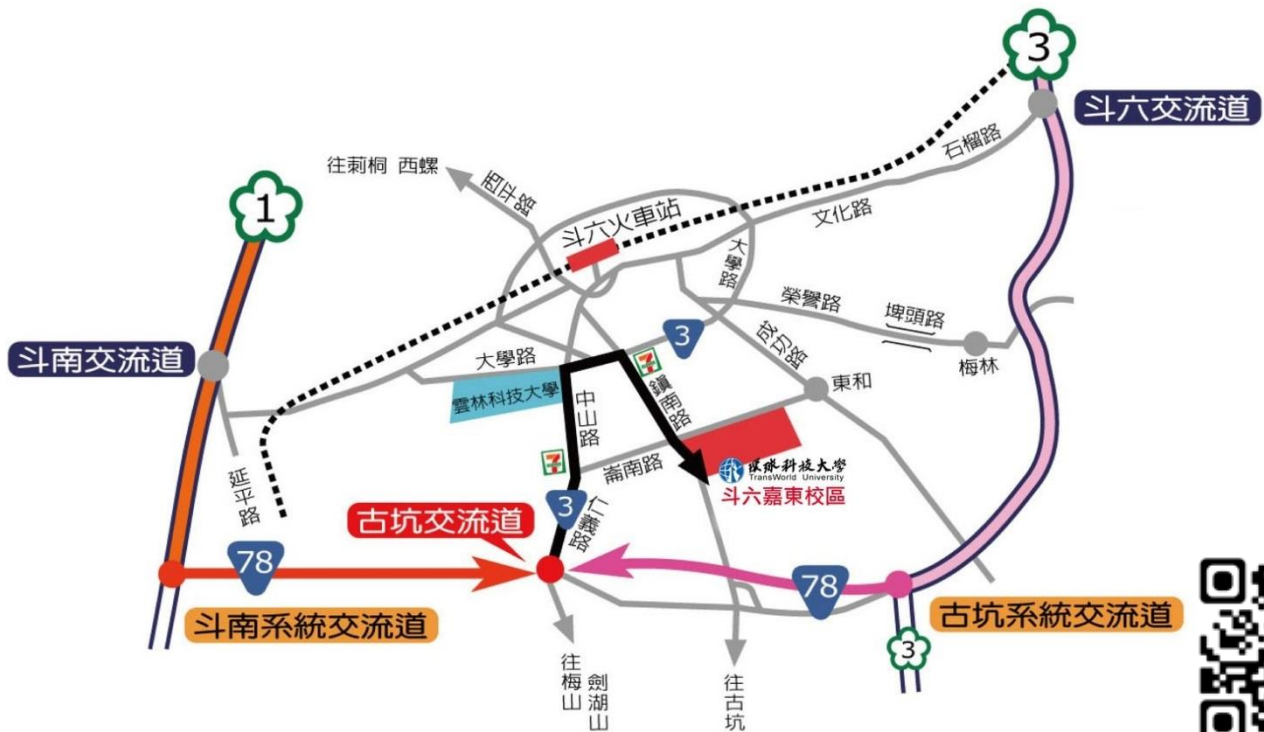 3
斗六交流道
石榴路
往莿桐 西螺
西平路
斗六火車站
文化路
1
大學路
榮譽路
埤頭路
3
成功路
梅林
斗南交流道
大學路
7
雲林科技大學
鎮南路
東和
中山路
7
崙南路
環球科技大學
TransWorld University
斗六嘉東校區
延平路
3
仁義路
古坑交流道
78
78
斗南系統交流道
古坑系統交流道
3
往梅山
劍湖山
往古坑